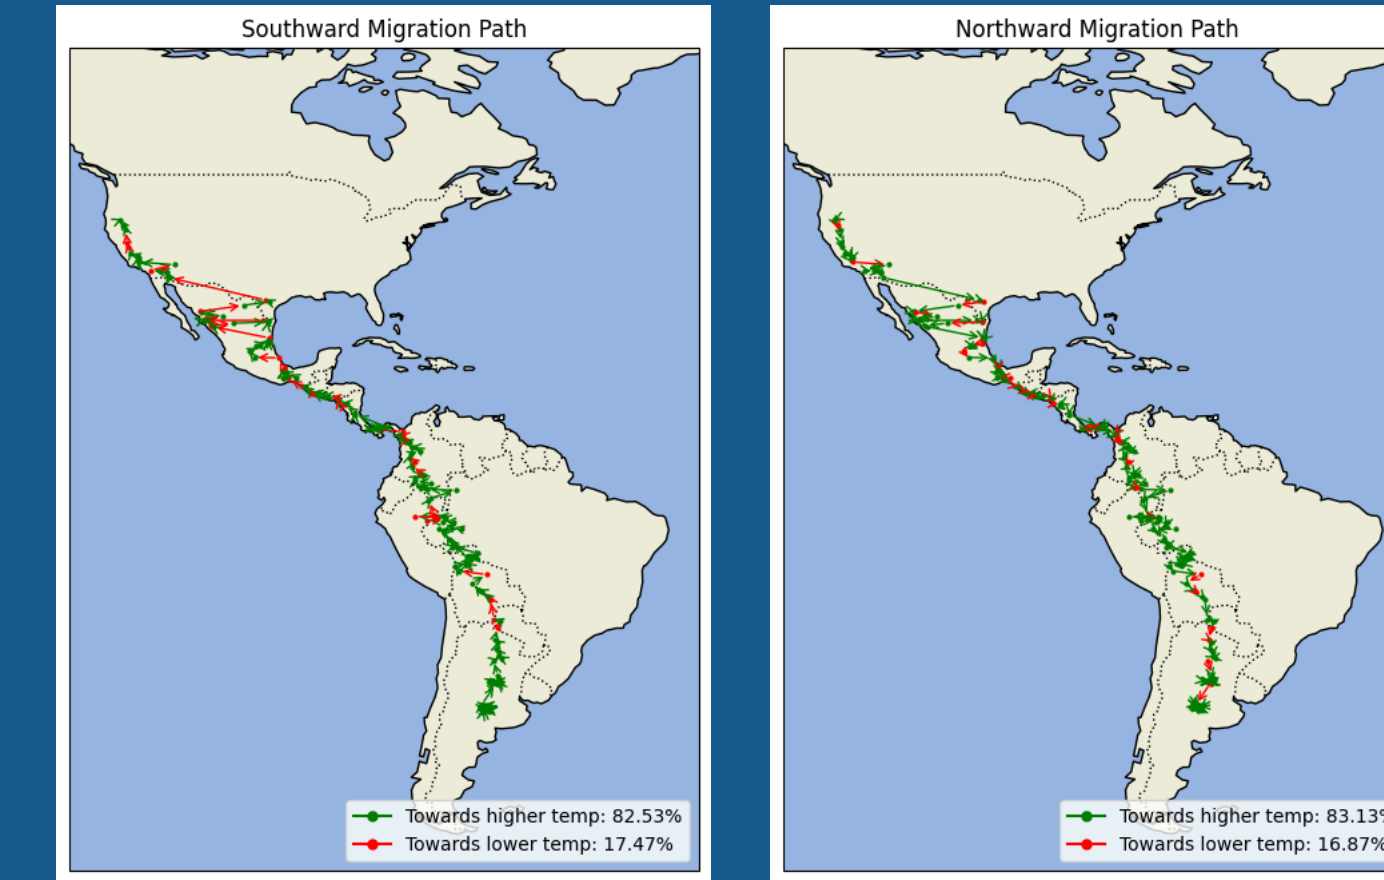 Southward Migration Path
Towards higher temp: 82.53%
Towards lower temp: 17.47%
Northward Migration Path
Towards higher temp: 83.13%
Towards lower temp: 16.87%